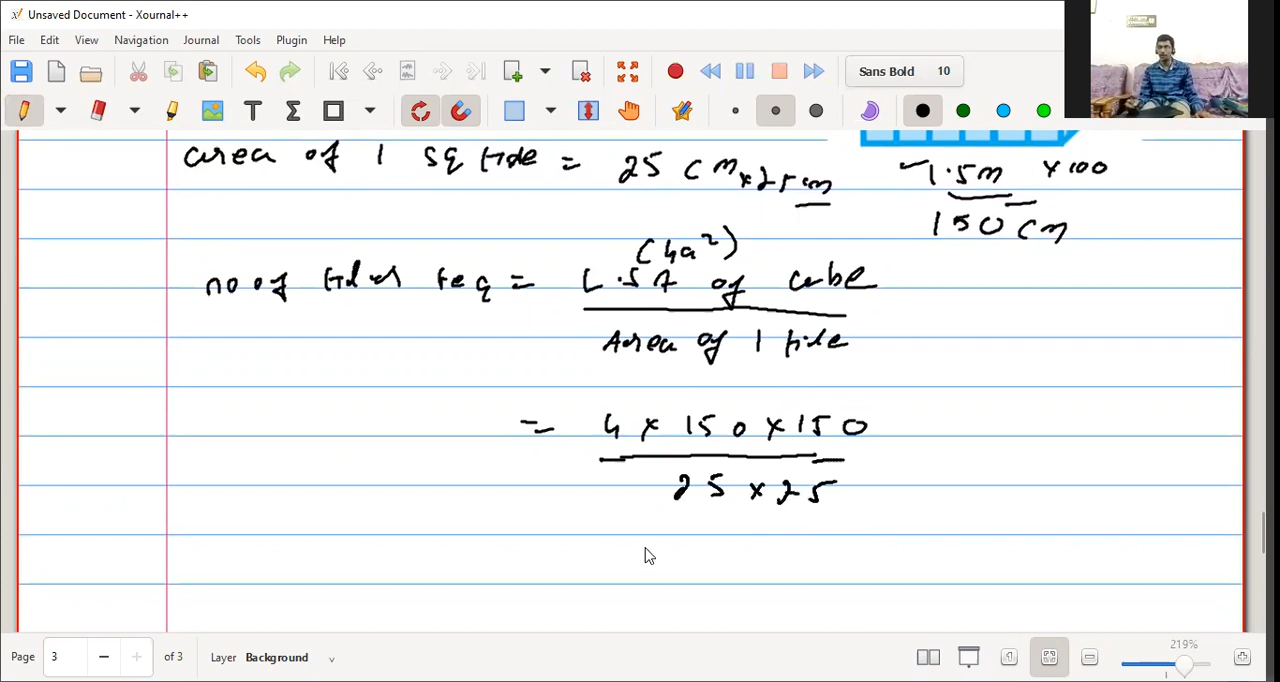 Unsaved Document - Xournal++
File Edit View Navigation Journal Tools Plugin Help
Sans Bold 10
area of 1 sq tile = 25 cm x 25 cm
1.5m x 100
150 cm
(4a²)
no of tiles req = L.S.A of cube
Area of 1 tile
= 4 x 150 x 150
25 x 25
Page 3 of 3 Layer Background 219%